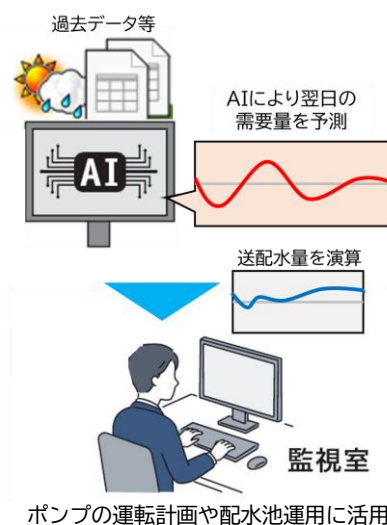 過去データ等
AIにより翌日の
需要量を予測
AI
送配水量を演算
監視室
ポンプの運転計画や配水池運用に活用